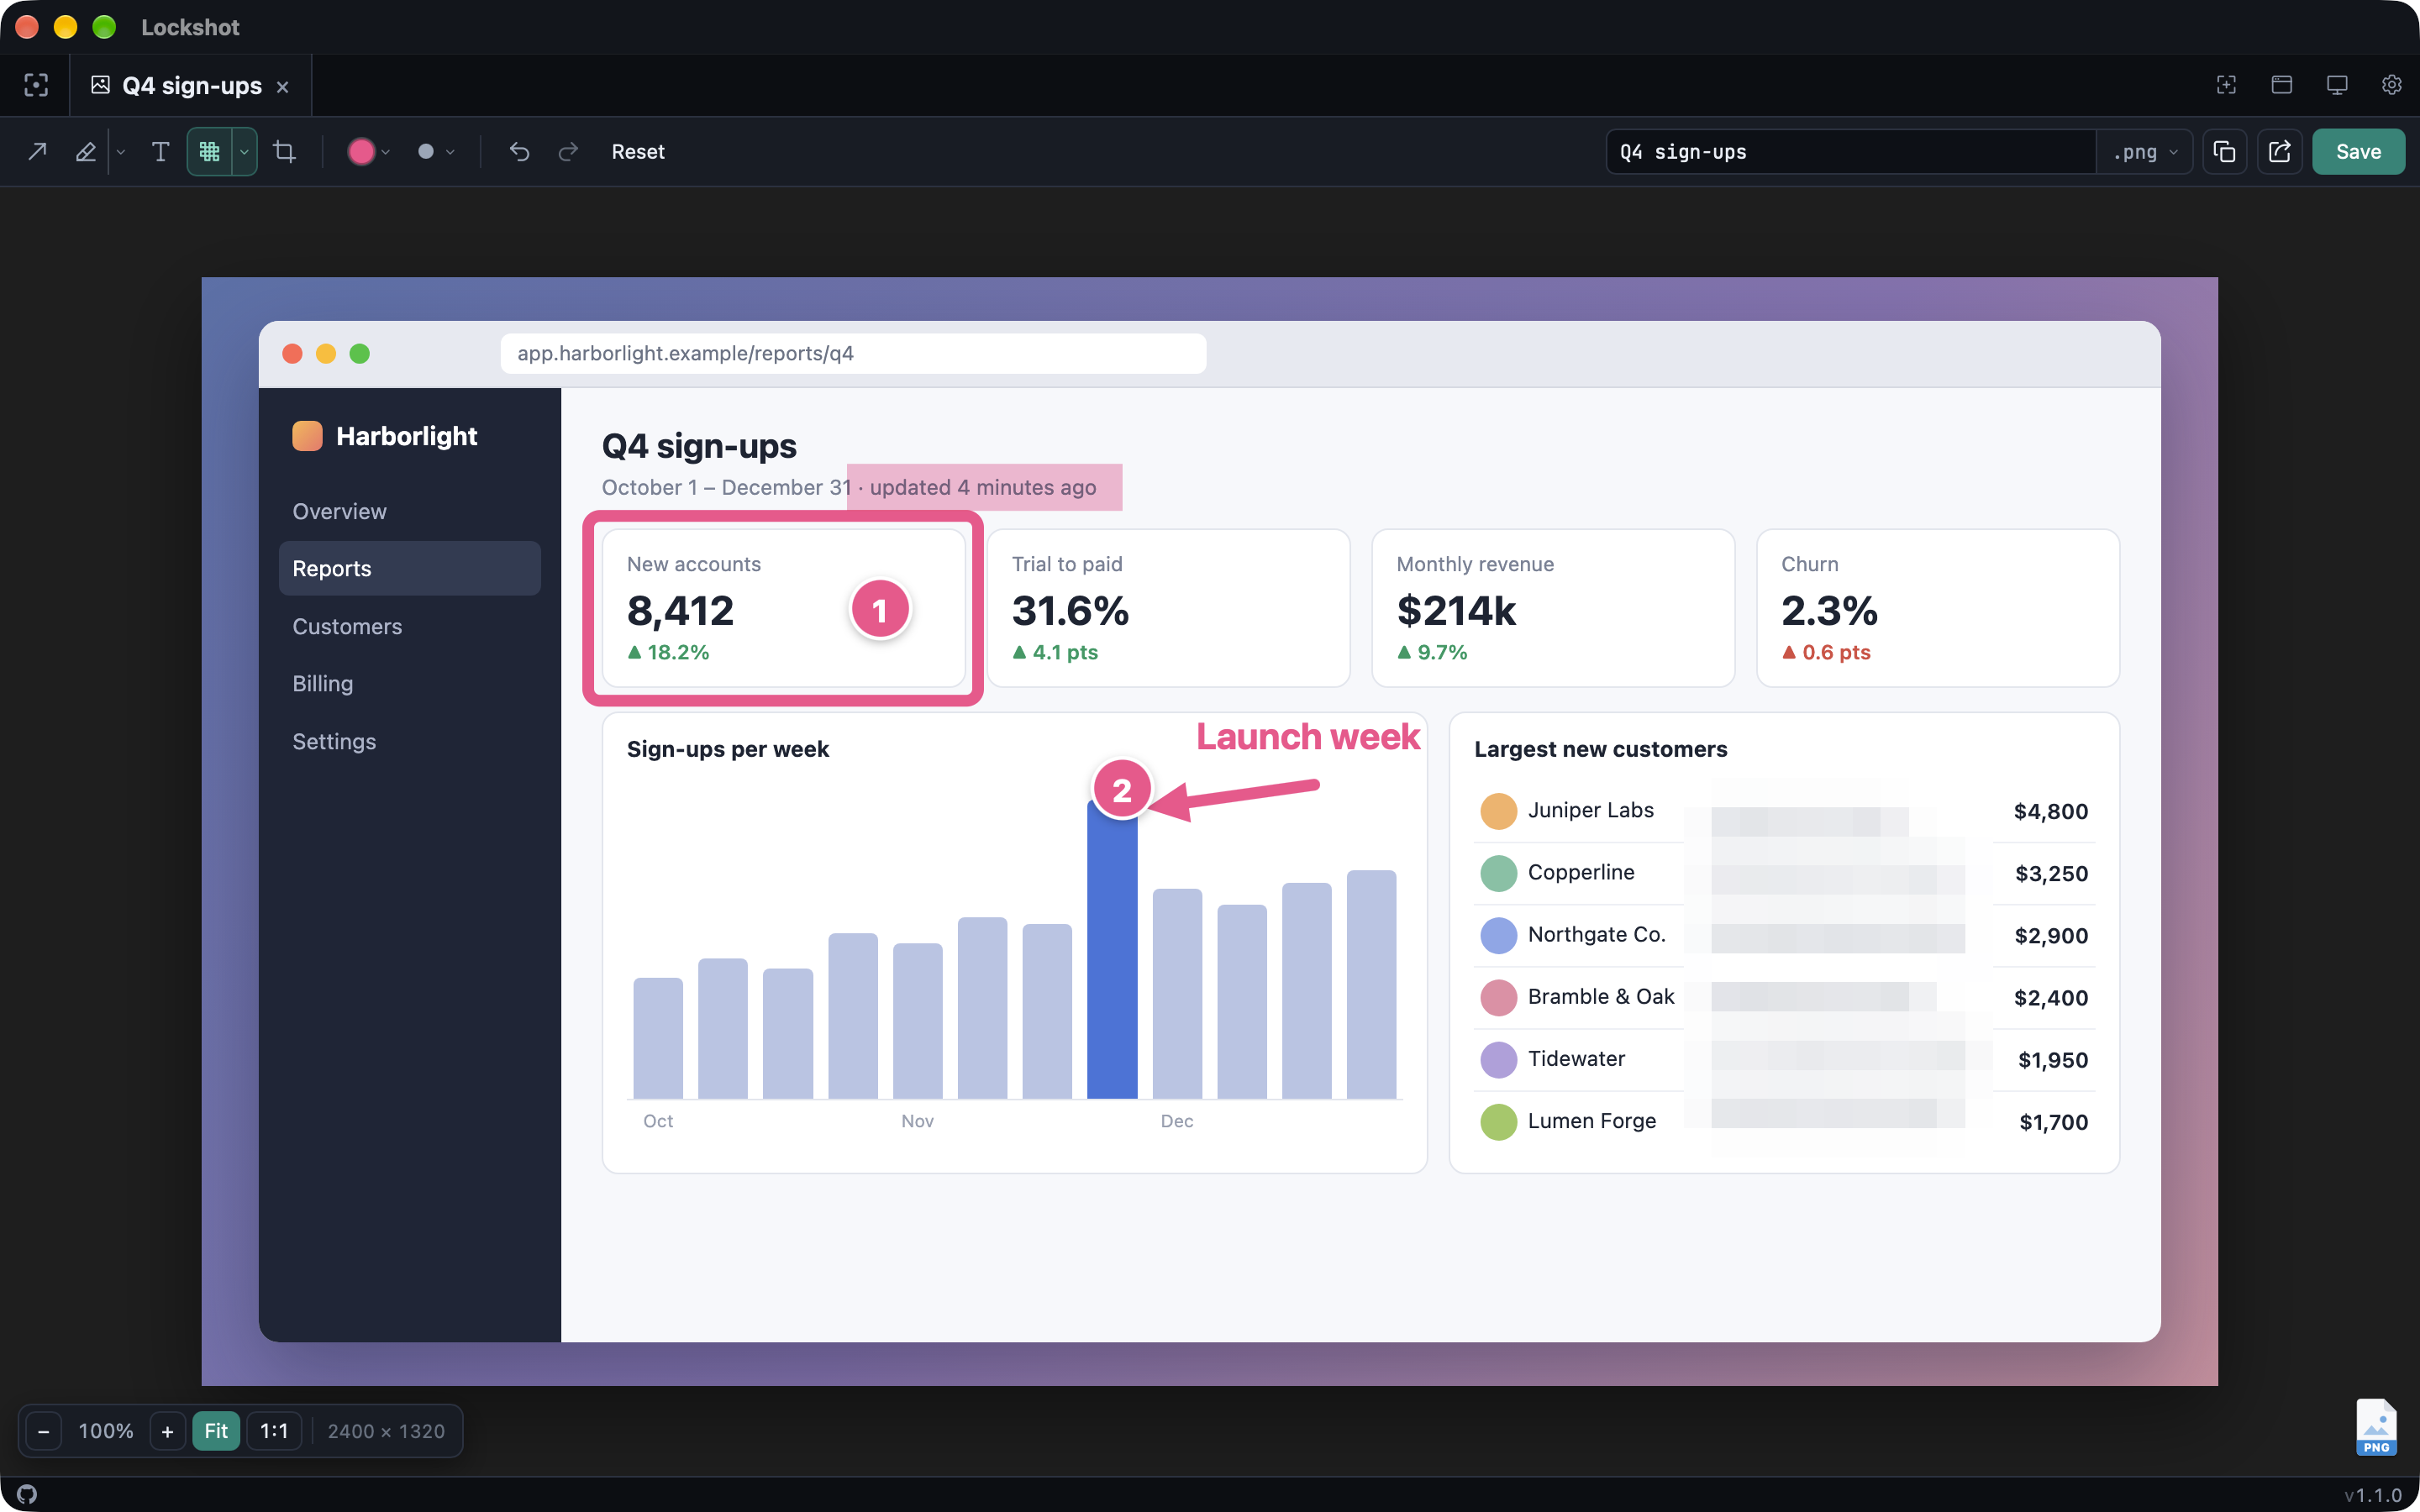 Lockshot
Q4 sign-ups ×
Reset
Q4 sign-ups
.png
Save
app.harborlight.example/reports/q4
Harborlight
Overview
Reports
Customers
Billing
Settings
Q4 sign-ups
October 1 – December 31 · updated 4 minutes ago
New accounts
8,412
▲ 18.2%
1
Trial to paid
31.6%
▲ 4.1 pts
Monthly revenue
$214k
▲ 9.7%
Churn
2.3%
▲ 0.6 pts
Sign-ups per week
Launch week
2
Oct Nov Dec
Largest new customers
Juniper Labs $4,800
Copperline $3,250
Northgate Co. $2,900
Bramble & Oak $2,400
Tidewater $1,950
Lumen Forge $1,700
− 100% + Fit 1:1 2400 × 1320
PNG
v1.1.0